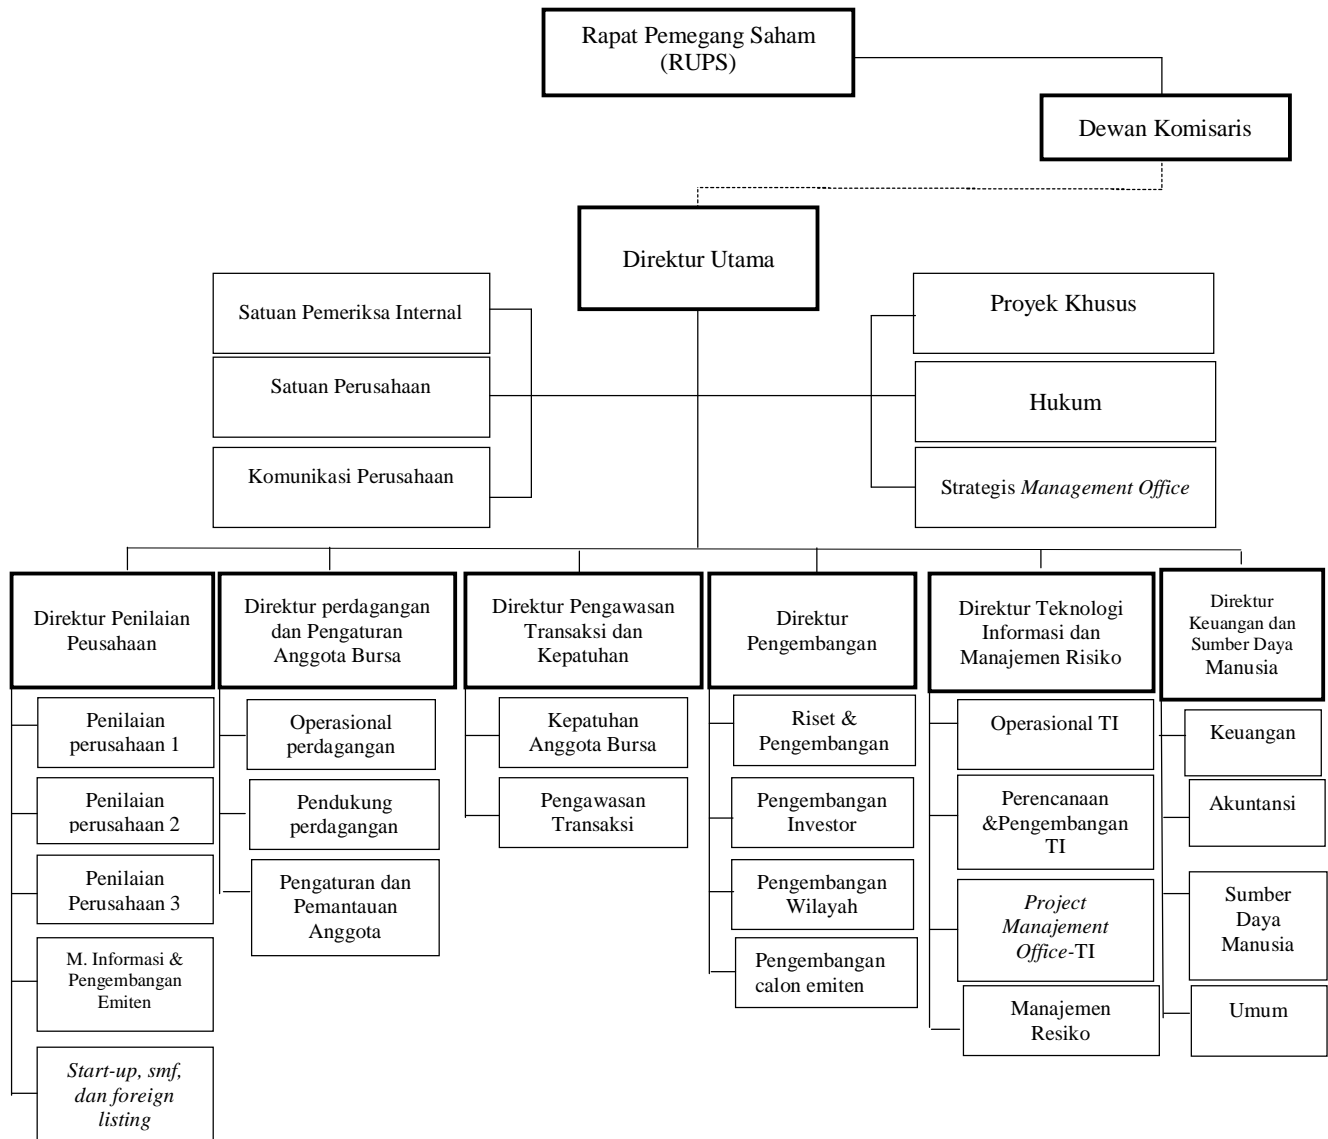 Rapat Pemegang Saham
(RUPS)
Dewan Komisaris
Direktur Utama
Satuan Pemeriksa Internal
Satuan Perusahaan
Komunikasi Perusahaan
Proyek Khusus
Hukum
Strategis Management Office
Direktur Penilaian
Peusahaan
Direktur perdagangan
dan Pengaturan
Anggota Bursa
Direktur Pengawasan
Transaksi dan
Kepatuhan
Direktur
Pengembangan
Direktur Teknologi
Informasi dan
Manajemen Risiko
Direktur
Keuangan dan
Sumber Daya
Manusia
Penilaian
perusahaan 1
Penilaian
perusahaan 2
Penilaian
Perusahaan 3
M. Informasi &
Pengembangan
Emiten
Start-up, smf,
dan foreign
listing
Operasional
perdagangan
Pendukung
perdagangan
Pengaturan dan
Pemantauan
Anggota
Kepatuhan
Anggota Bursa
Pengawasan
Transaksi
Riset &
Pengembangan
Pengembangan
Investor
Pengembangan
Wilayah
Pengembangan
calon emiten
Operasional TI
Perencanaan
&Pengembangan
TI
Project
Manajement
Office-TI
Manajemen
Resiko
Keuangan
Akuntansi
Sumber
Daya
Manusia
Umum